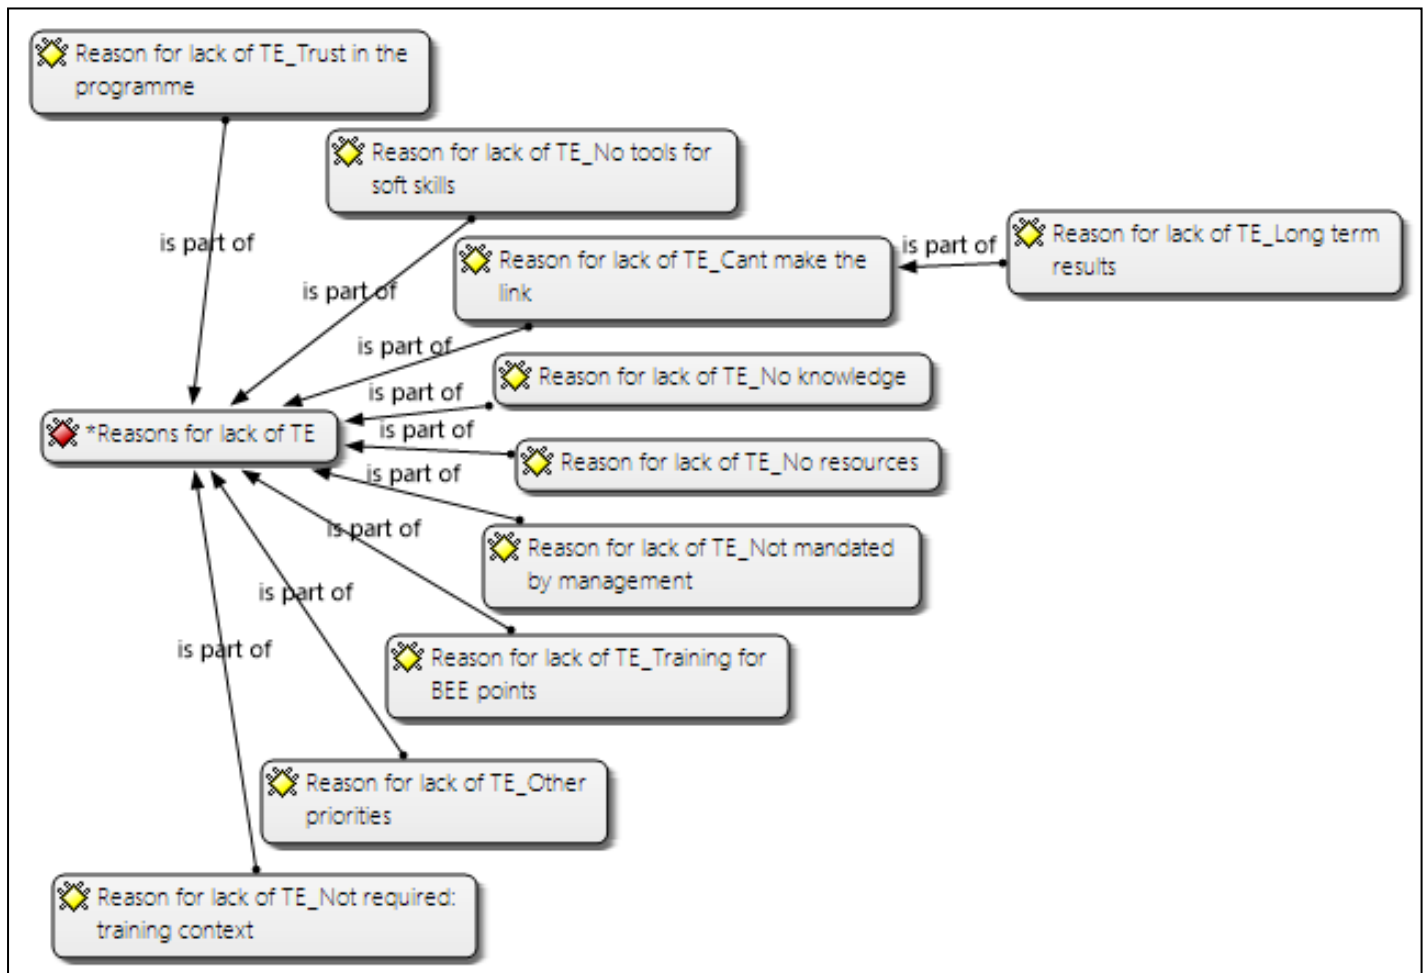 Reason for lack of TE_Trust in the
programme
Reason for lack of TE_No tools for
soft skills
is part of
Reason for lack of TE_Cant make the
link
is part of
Reason for lack of TE_Long term
results
is part of
is part of
Reason for lack of TE_No knowledge
is part of
*Reasons for lack of TE
is part of
Reason for lack of TE_No resources
is part of
Reason for lack of TE_Not mandated
by management
is part of
Reason for lack of TE_Training for
BEE points
is part of
Reason for lack of TE_Other
priorities
is part of
Reason for lack of TE_Not required:
training context